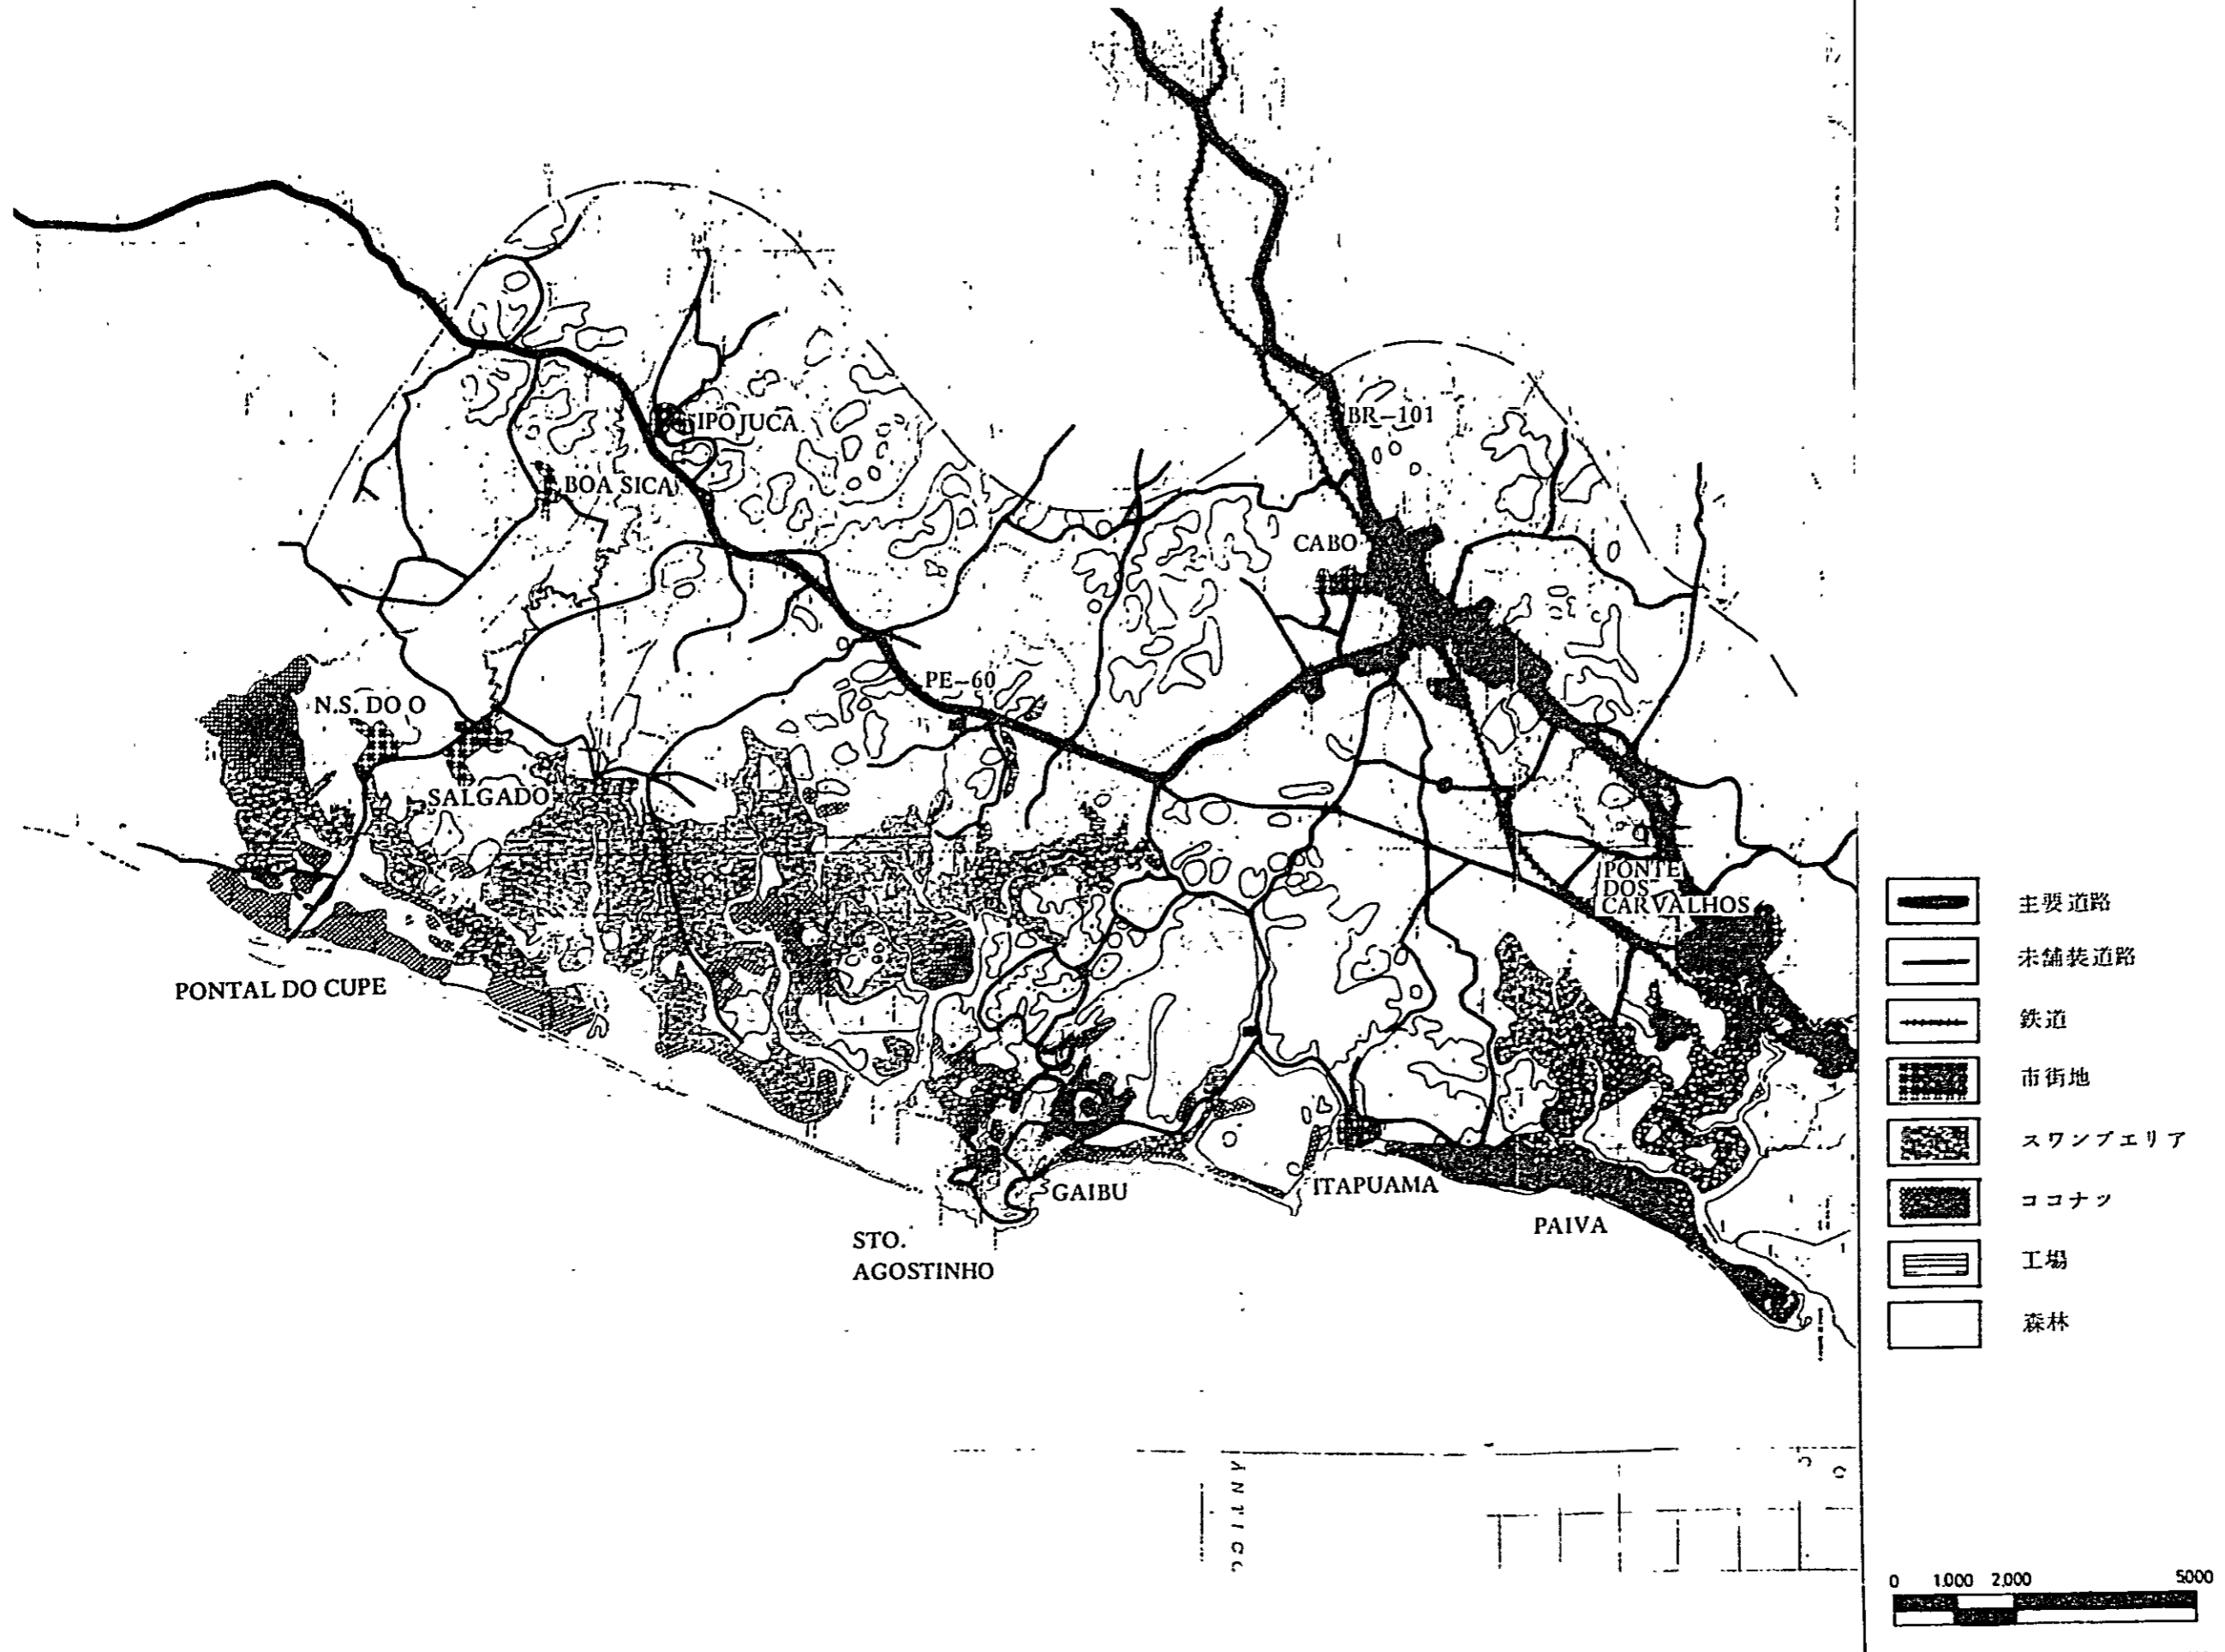 IPOJUCA
BR-101
BOA SICA
CABO
PE-60
N.S. DO O
SALGADO
PONTE
DOS
CARVALHOS
PONTAL DO CUPE
GAIBU
ITAPUAMA
PAIVA
STO.
AGOSTINHO
主要道路
未舗装道路
鉄道
市街地
スワンプエリア
ココナツ
工場
森林
0 1.000 2,000 5000